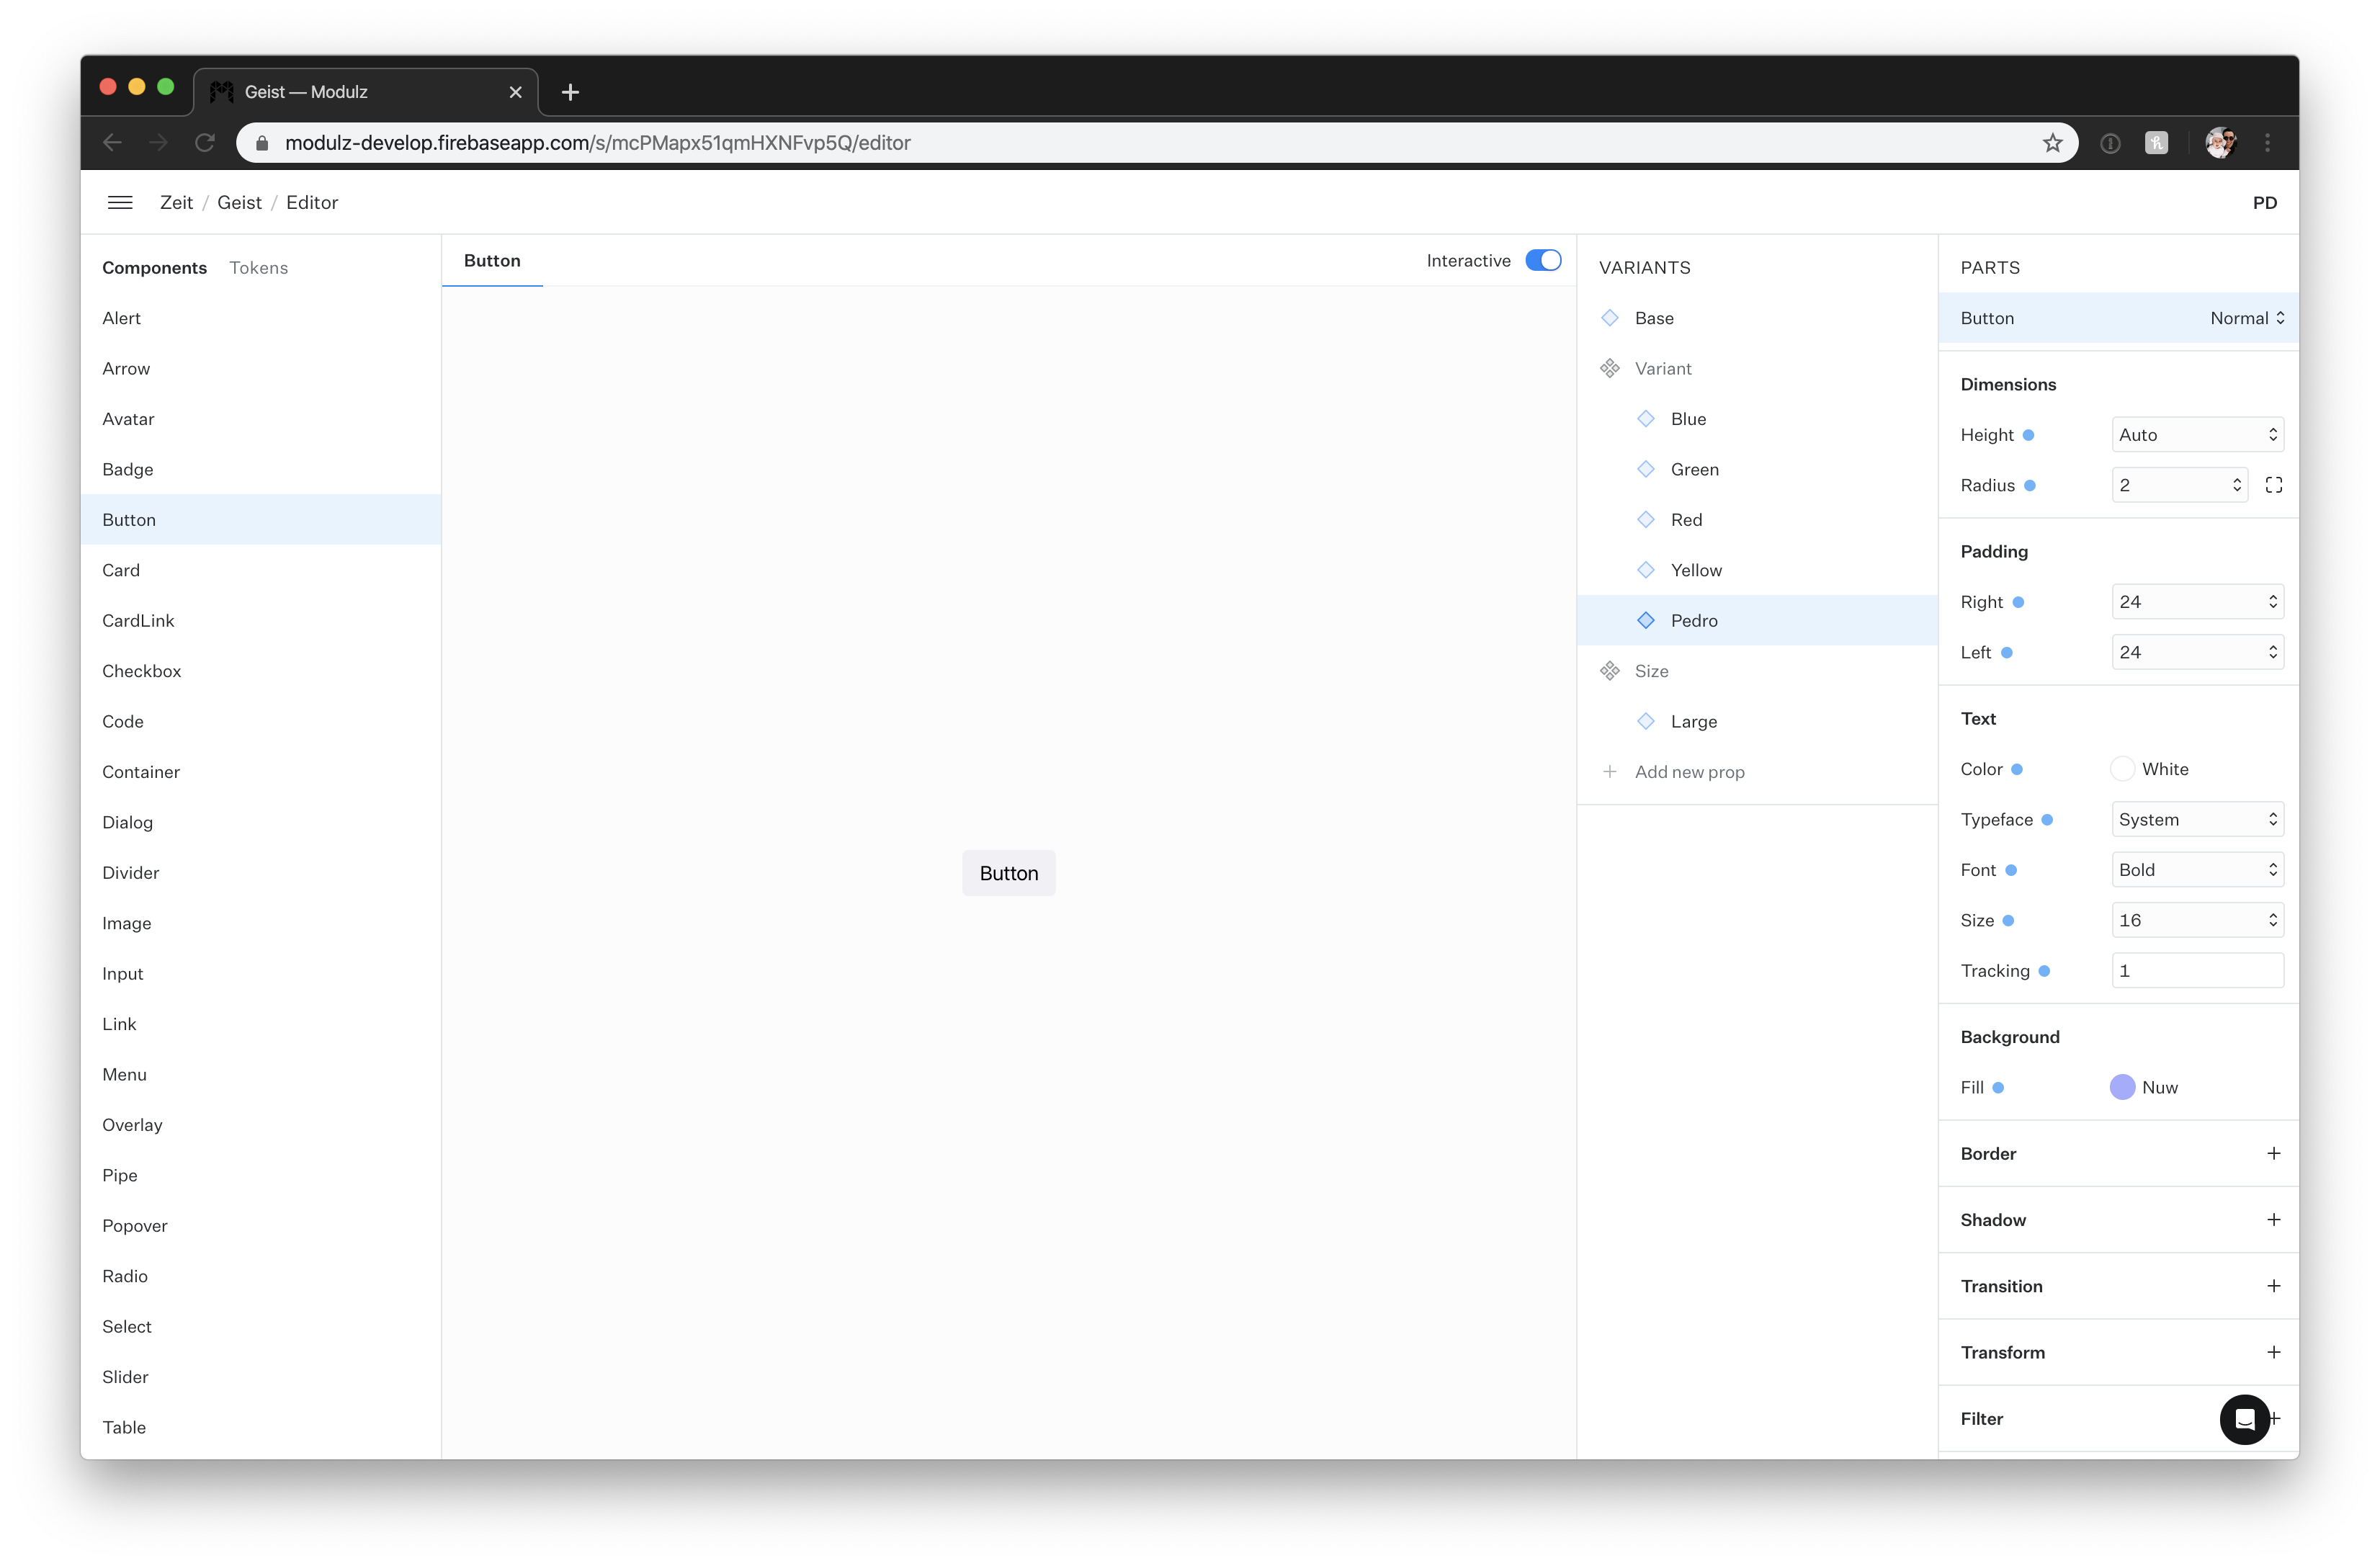 Geist — Modulz
modulz-develop.firebaseapp.com/s/mcPMapx51qmHXNFvp5Q/editor
Zeit / Geist / Editor
PD
Components Tokens
Alert
Arrow
Avatar
Badge
Button
Card
CardLink
Checkbox
Code
Container
Dialog
Divider
Image
Input
Link
Menu
Overlay
Pipe
Popover
Radio
Select
Slider
Table
Button
Interactive
Button
VARIANTS
Base
Variant
Blue
Green
Red
Yellow
Pedro
Size
Large
Add new prop
PARTS
Button Normal
Dimensions
Height Auto
Radius 2
Padding
Right 24
Left 24
Text
Color White
Typeface System
Font Bold
Size 16
Tracking 1
Background
Fill Nuw
Border
Shadow
Transition
Transform
Filter